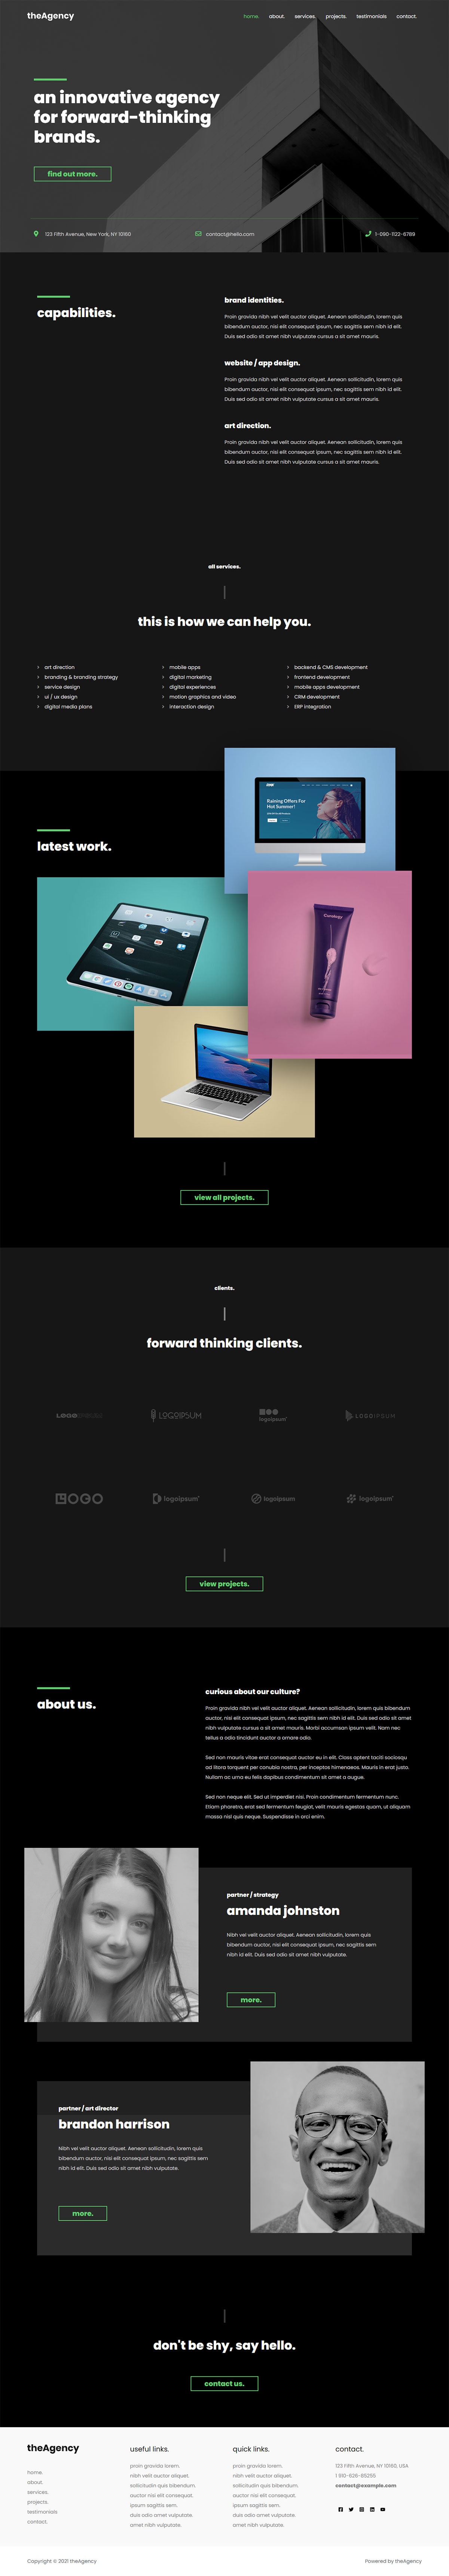 theAgency
home. about. services. projects. testimonials contact.
an innovative agency
for forward-thinking
brands.
find out more.
123 Fifth Avenue, New York, NY 10160 contact@hello.com 1-090-1122-6789
capabilities.
brand identities.
Proin gravida nibh vel velit auctor aliquet. Aenean sollicitudin, lorem quis
bibendum auctor, nisi elit consequat ipsum, nec sagittis sem nibh id elit.
Duis sed odio sit amet nibh vulputate cursus a sit amet mauris.
website / app design.
Proin gravida nibh vel velit auctor aliquet. Aenean sollicitudin, lorem quis
bibendum auctor, nisi elit consequat ipsum, nec sagittis sem nibh id elit.
Duis sed odio sit amet nibh vulputate cursus a sit amet mauris.
art direction.
Proin gravida nibh vel velit auctor aliquet. Aenean sollicitudin, lorem quis
bibendum auctor, nisi elit consequat ipsum, nec sagittis sem nibh id elit.
Duis sed odio sit amet nibh vulputate cursus a sit amet mauris.
all services.
this is how we can help you.
art direction
branding & branding strategy
service design
ui / ux design
digital media plans
mobile apps
digital marketing
digital experiences
motion graphics and video
interaction design
backend & CMS development
frontend development
mobile apps development
CRM development
ERP integration
latest work.
Raining Offers For
Hot Summer!
Curology
view all projects.
clients.
forward thinking clients.
LOGOIPSUM
logoipsum
LOGOIPSUM
LOGO
logoipsum
logoipsum
logoipsum
view projects.
about us.
curious about our culture?
Proin gravida nibh vel velit auctor aliquet. Aenean sollicitudin, lorem quis bibendum
auctor, nisi elit consequat ipsum, nec sagittis sem nibh id elit. Duis sed odio sit amet
nibh vulputate cursus a sit amet mauris. Morbi accumsan ipsum velit. Nam nec
tellus a odio tincidunt auctor a ornare odio.
Sed non mauris vitae erat consequat auctor eu in elit. Class aptent taciti sociosqu
ad litora torquent per conubia nostra, per inceptos himenaeos. Mauris in erat justo.
Nullam ac urna eu felis dapibus condimentum sit amet a augue.
Sed non neque elit. Sed ut imperdiet nisi. Proin condimentum fermentum nunc.
Etiam pharetra, erat sed fermentum feugiat, velit mauris egestas quam, ut aliquam
massa nisl quis neque. Suspendisse in orci enim.
partner / strategy
amanda johnston
Nibh vel velit auctor aliquet. Aenean sollicitudin, lorem quis
bibendum auctor, nisi elit consequat ipsum, nec sagittis sem
nibh id elit. Duis sed odio sit amet nibh vulputate.
more.
partner / art director
brandon harrison
Nibh vel velit auctor aliquet. Aenean sollicitudin, lorem quis
bibendum auctor, nisi elit consequat ipsum, nec sagittis sem
nibh id elit. Duis sed odio sit amet nibh vulputate.
more.
don't be shy, say hello.
contact us.
theAgency
home.
about.
services.
projects.
testimonials
contact.
useful links.
proin gravida lorem.
nibh velit auctor aliquet.
sollicitudin quis bibendum.
auctor nisi elit consequat.
ipsum sagittis sem.
duis odio amet vulputate.
amet nibh vulputate.
quick links.
proin gravida lorem.
nibh velit auctor aliquet.
sollicitudin quis bibendum.
auctor nisi elit consequat.
ipsum sagittis sem.
duis odio amet vulputate.
amet nibh vulputate.
contact.
123 Fifth Avenue, NY 10160, USA
contact@example.com
Copyright © 2021 theAgency Powered by theAgency